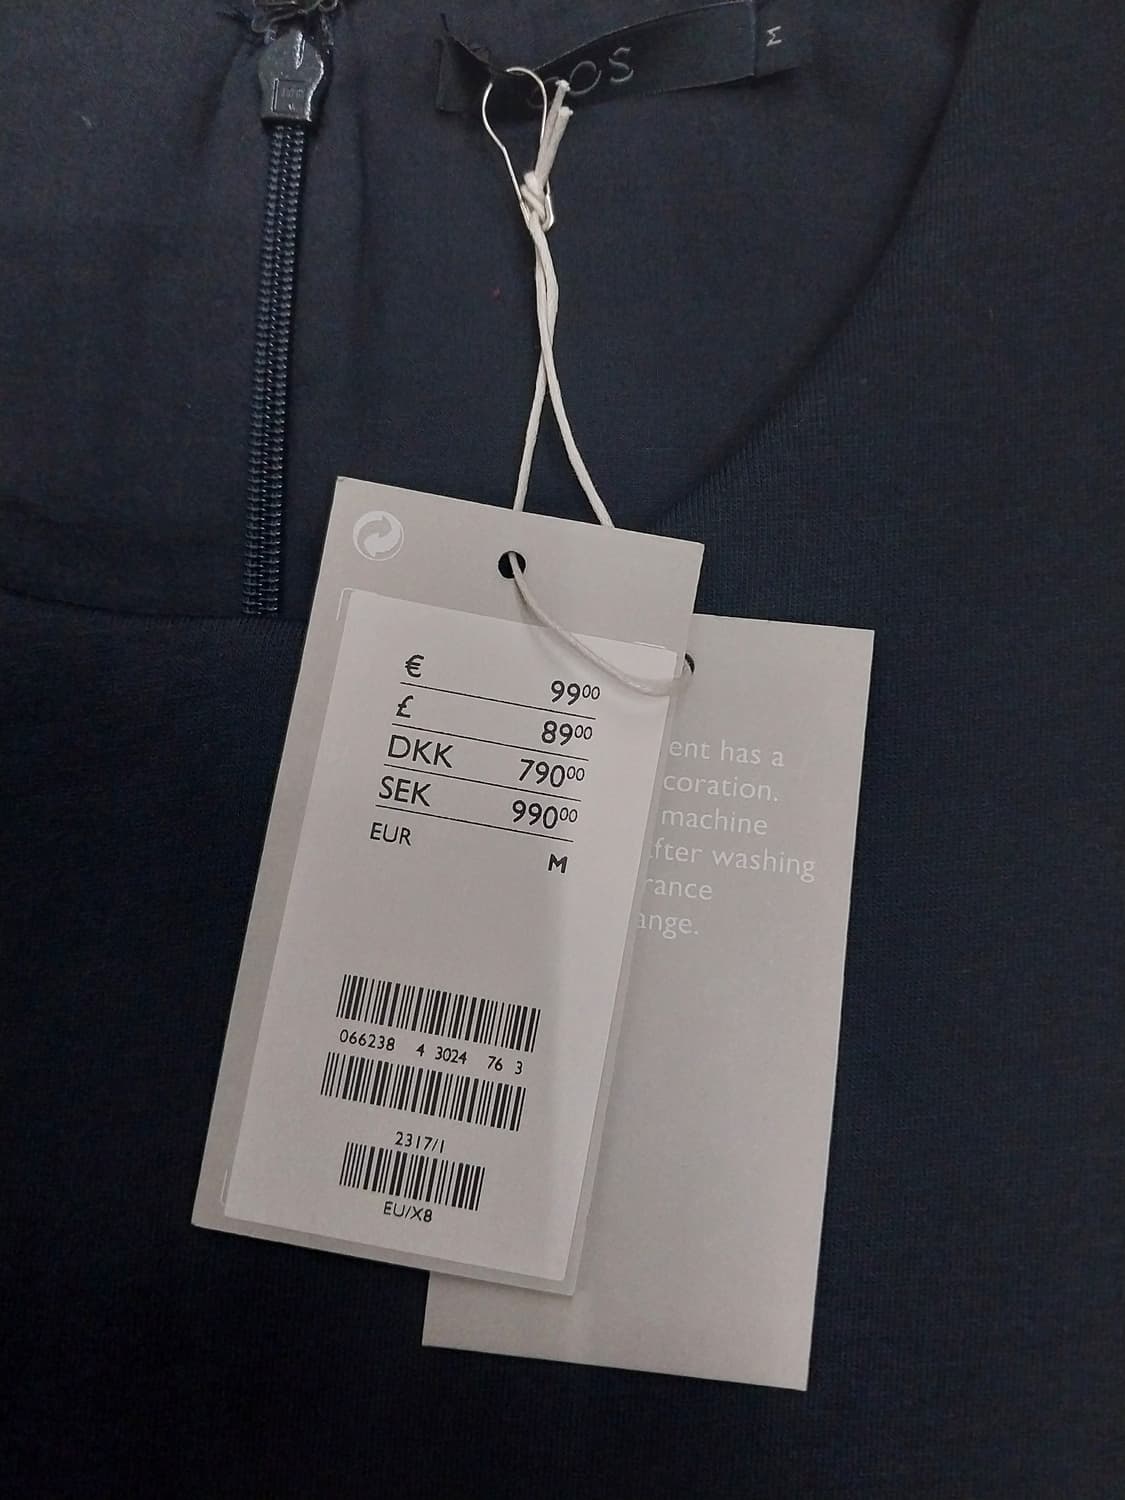 OS
M
€ 99⁰⁰
£ 89⁰⁰
DKK 790⁰⁰
SEK 990⁰⁰
EUR M
066238 4 3024 76 3
2317/1
EU/X8
ent has a
coration.
machine
fter washing
rance
ange.